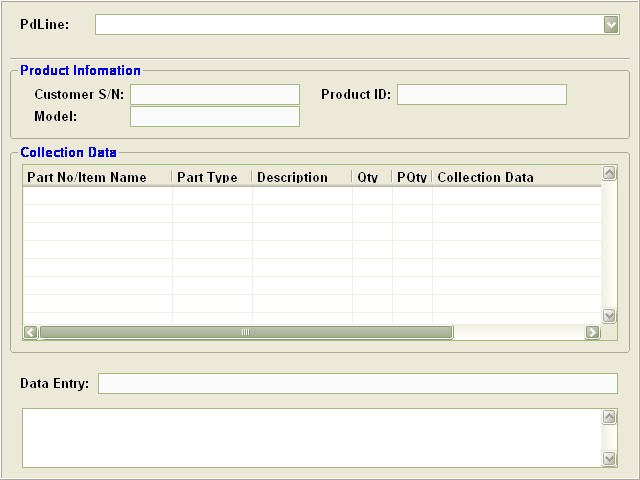 PdLine:
Product Infomation
Customer S/N: Product ID:
Model:
Collection Data
Part No/Item Name Part Type Description Qty PQty Collection Data
Data Entry: